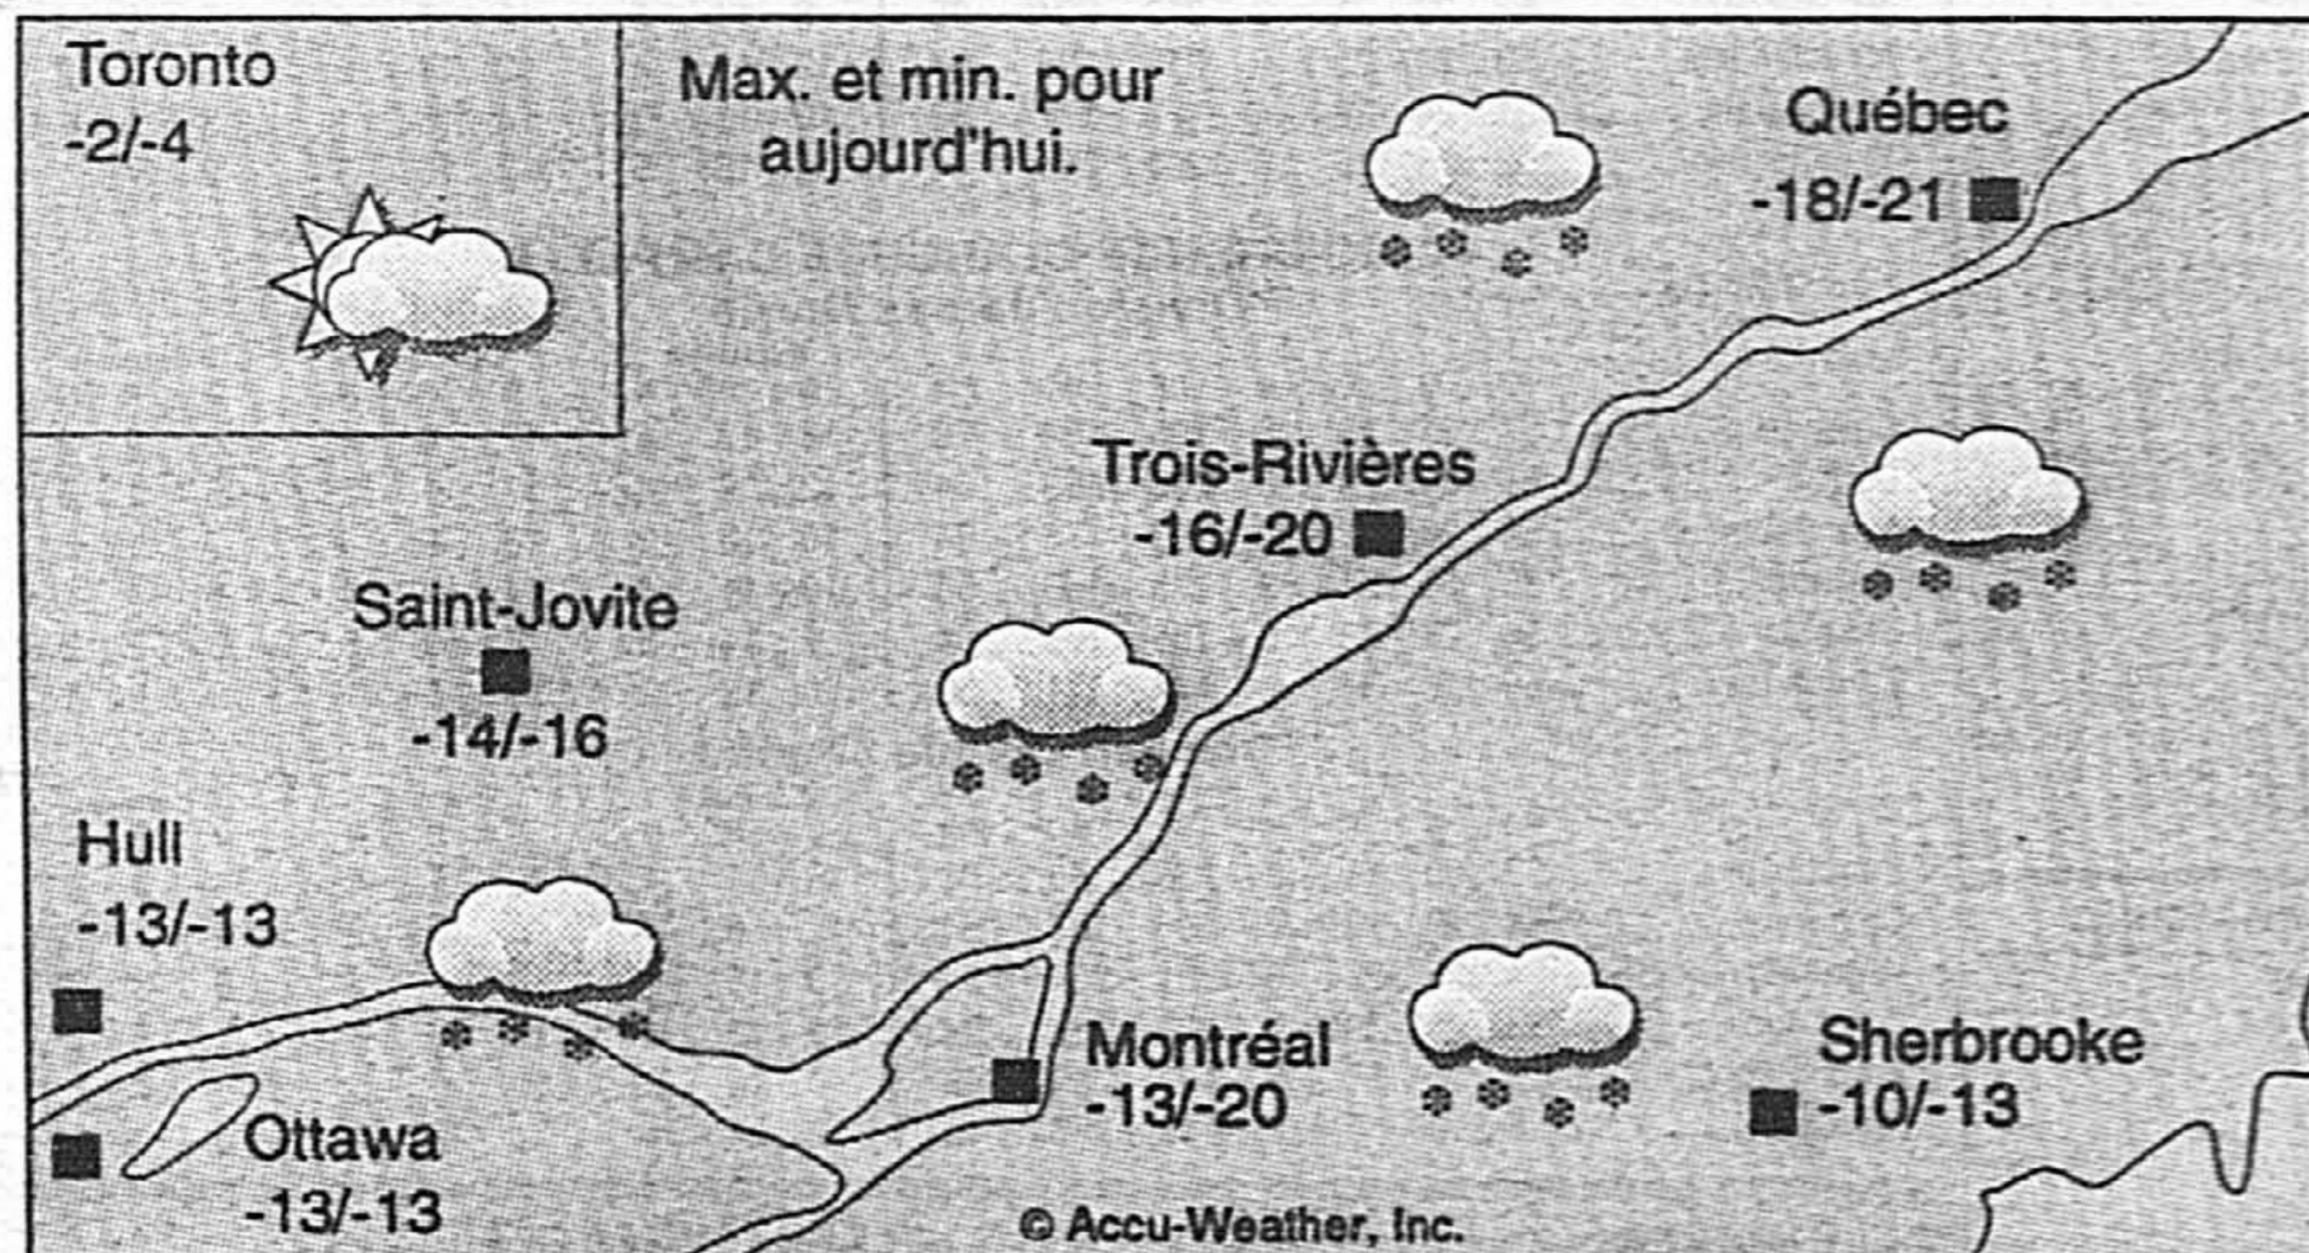 Toronto
-2/-4
Max. et min. pour
aujourd'hui.
Québec
-18/-21
Trois-Rivières
-16/-20
Saint-Jovite
-14/-16
Hull
-13/-13
Montréal
-13/-20
Sherbrooke
-10/-13
Ottawa
-13/-13
© Accu-Weather, Inc.